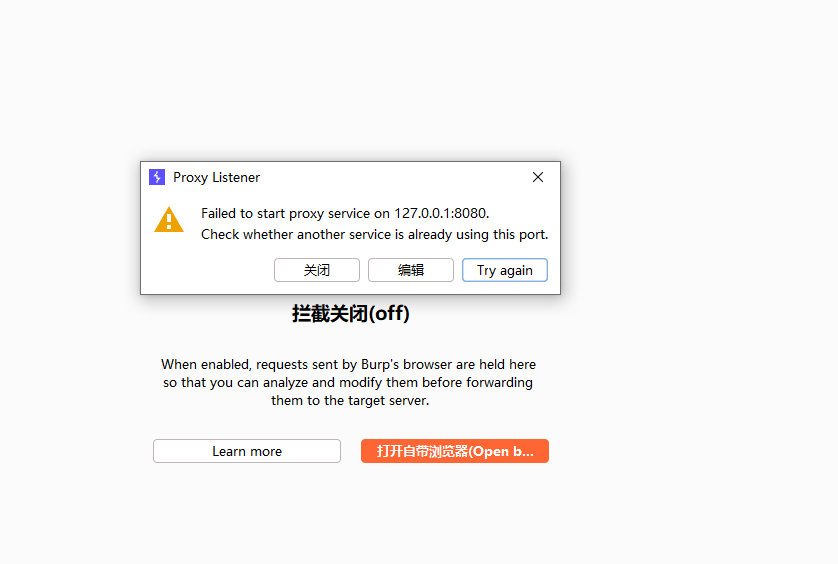 Proxy Listener
Failed to start proxy service on 127.0.0.1:8080.
Check whether another service is already using this port.
关闭 编辑 Try again
拦截关闭(off)
When enabled, requests sent by Burp's browser are held here
so that you can analyze and modify them before forwarding
them to the target server.
Learn more 打开自带浏览器(Open b...